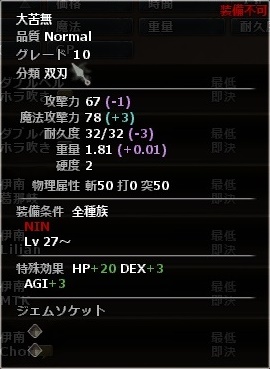 装備不可
大苦無
品質 Normal
グレード 10
分類 双刃
攻撃力 67 (-1)
魔法攻撃力 78 (+3)
耐久度 32/32 (-3)
重量 1.81 (+0.01)
硬度 2
物理属性 斬50 打0 突50
装備条件 全種族
NIN
Lv 27～
特殊効果 HP+20 DEX+3
AGI+3
ジェムソケット